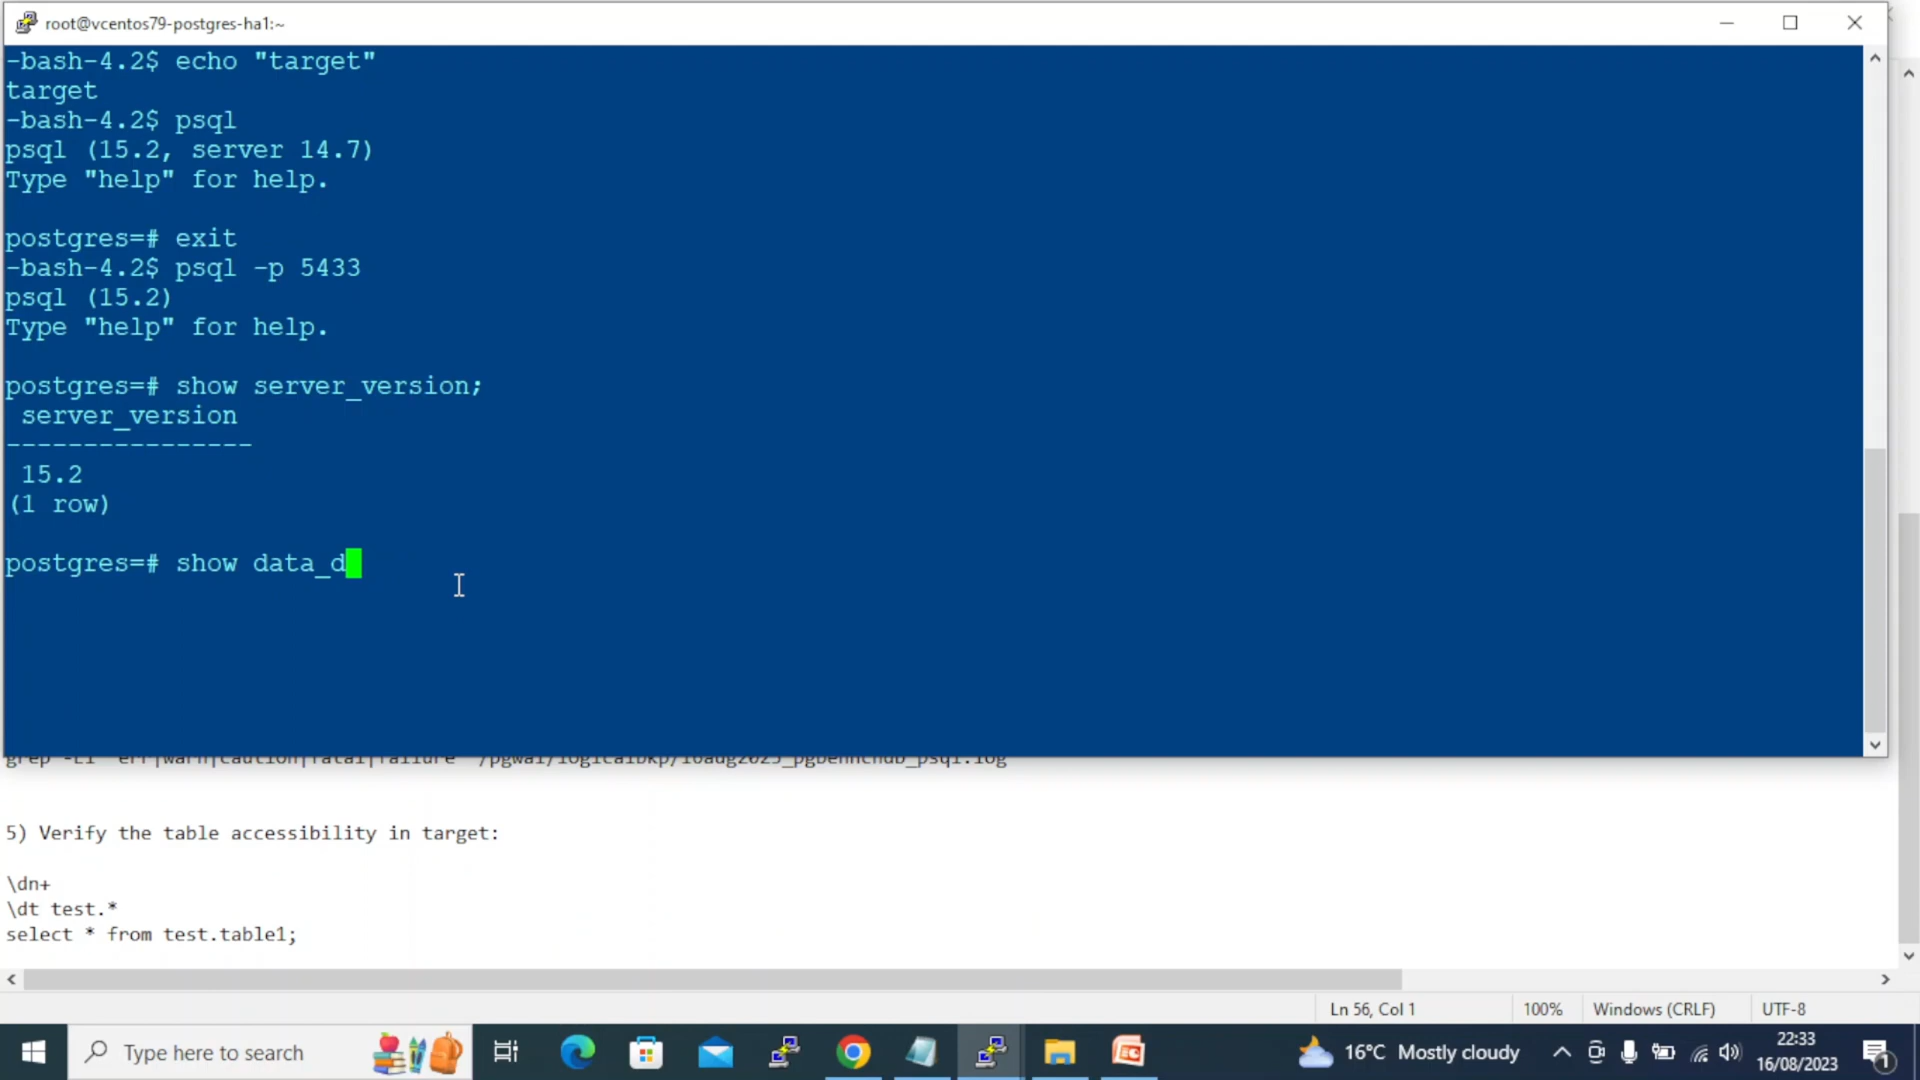 root@vcentos79-postgres-ha1:~
-bash-4.2$ echo "target"
target
-bash-4.2$ psql
psql (15.2, server 14.7)
Type "help" for help.
postgres=# exit
-bash-4.2$ psql -p 5433
psql (15.2)
Type "help" for help.
postgres=# show server_version;
server_version
----------------
15.2
(1 row)
postgres=# show data_d
5) Verify the table accessibility in target:
\dn+
\dt test.*
select * from test.table1;
Ln 56, Col 1
100%
Windows (CRLF)
UTF-8
Type here to search
16°C Mostly cloudy
22:33
16/08/2023
1